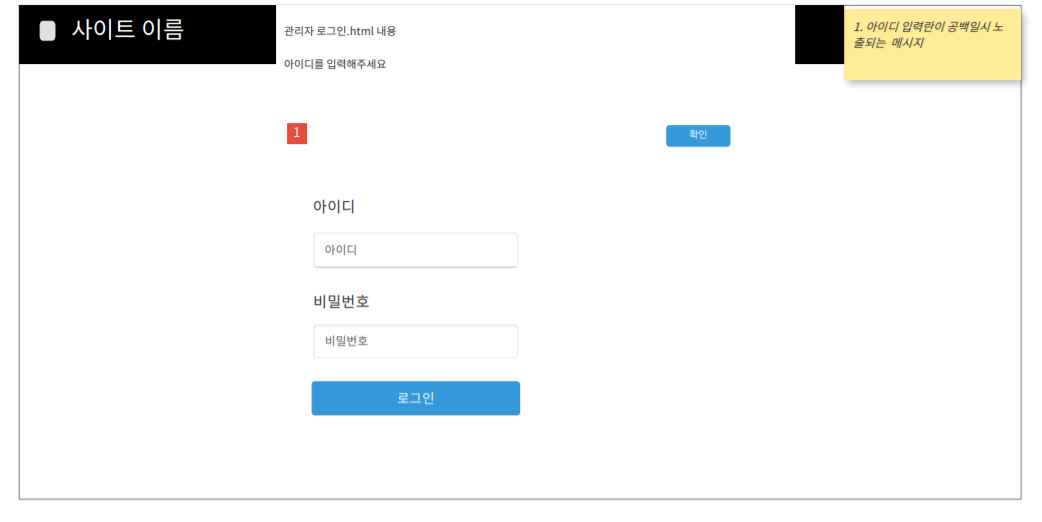 사이트 이름
관리자 로그인.html 내용
아이디를 입력해주세요
1. 아이디 입력란이 공백일시 노
출되는 메시지
1
확인
아이디
아이디
비밀번호
비밀번호
로그인